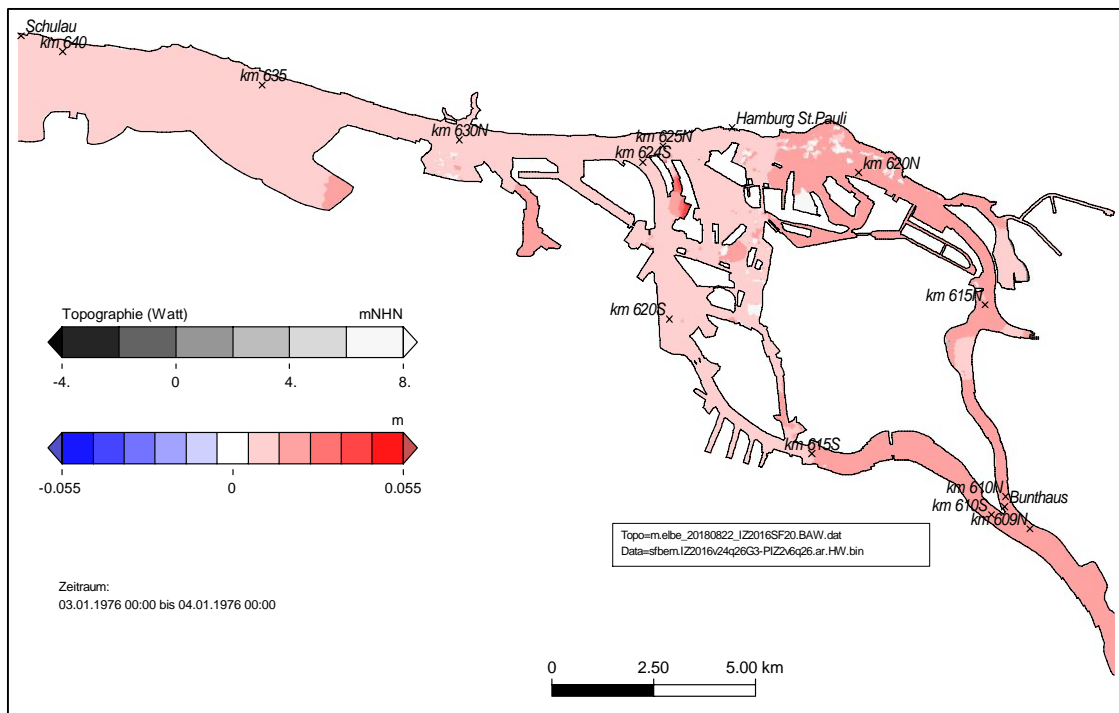 Schulau
km 640
km 635
km 630N
km 625N
km 624S
Hamburg St.Pauli
km 620N
km 615N
km 620S
km 615S
km 610N
Bunthaus
km 610S
km 609N
Topographie (Watt) mNHN
-4. 0 4. 8.
m
-0.055 0 0.055
Topo=m.elbe_20180822_IZ2016SF20.BAW.dat
Data=sfbem.IZ2016v24q26G3-PIZ2v6q26.ar.HW.bin
Zeitraum:
03.01.1976 00:00 bis 04.01.1976 00:00
0 2.50 5.00 km